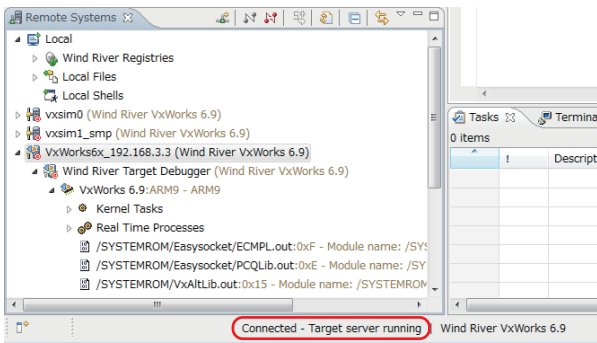 Remote Systems
Local
Wind River Registries
Local Files
Local Shells
vxsim0 (Wind River VxWorks 6.9)
vxsim1_smp (Wind River VxWorks 6.9)
VxWorks6x_192.168.3.3 (Wind River VxWorks 6.9)
Wind River Target Debugger (Wind River VxWorks 6.9)
VxWorks 6.9:ARM9 - ARM9
Kernel Tasks
Real Time Processes
/SYSTEMROM/Easysocket/ECMPL.out:0xF - Module name: /SYS
/SYSTEMROM/Easysocket/PCQLib.out:0xE - Module name: /SY
/SYSTEMROM/VxAltLib.out:0x15 - Module name: /SYSTEMROM
Tasks
Termina
0 items
! Descript
Connected - Target server running
Wind River VxWorks 6.9